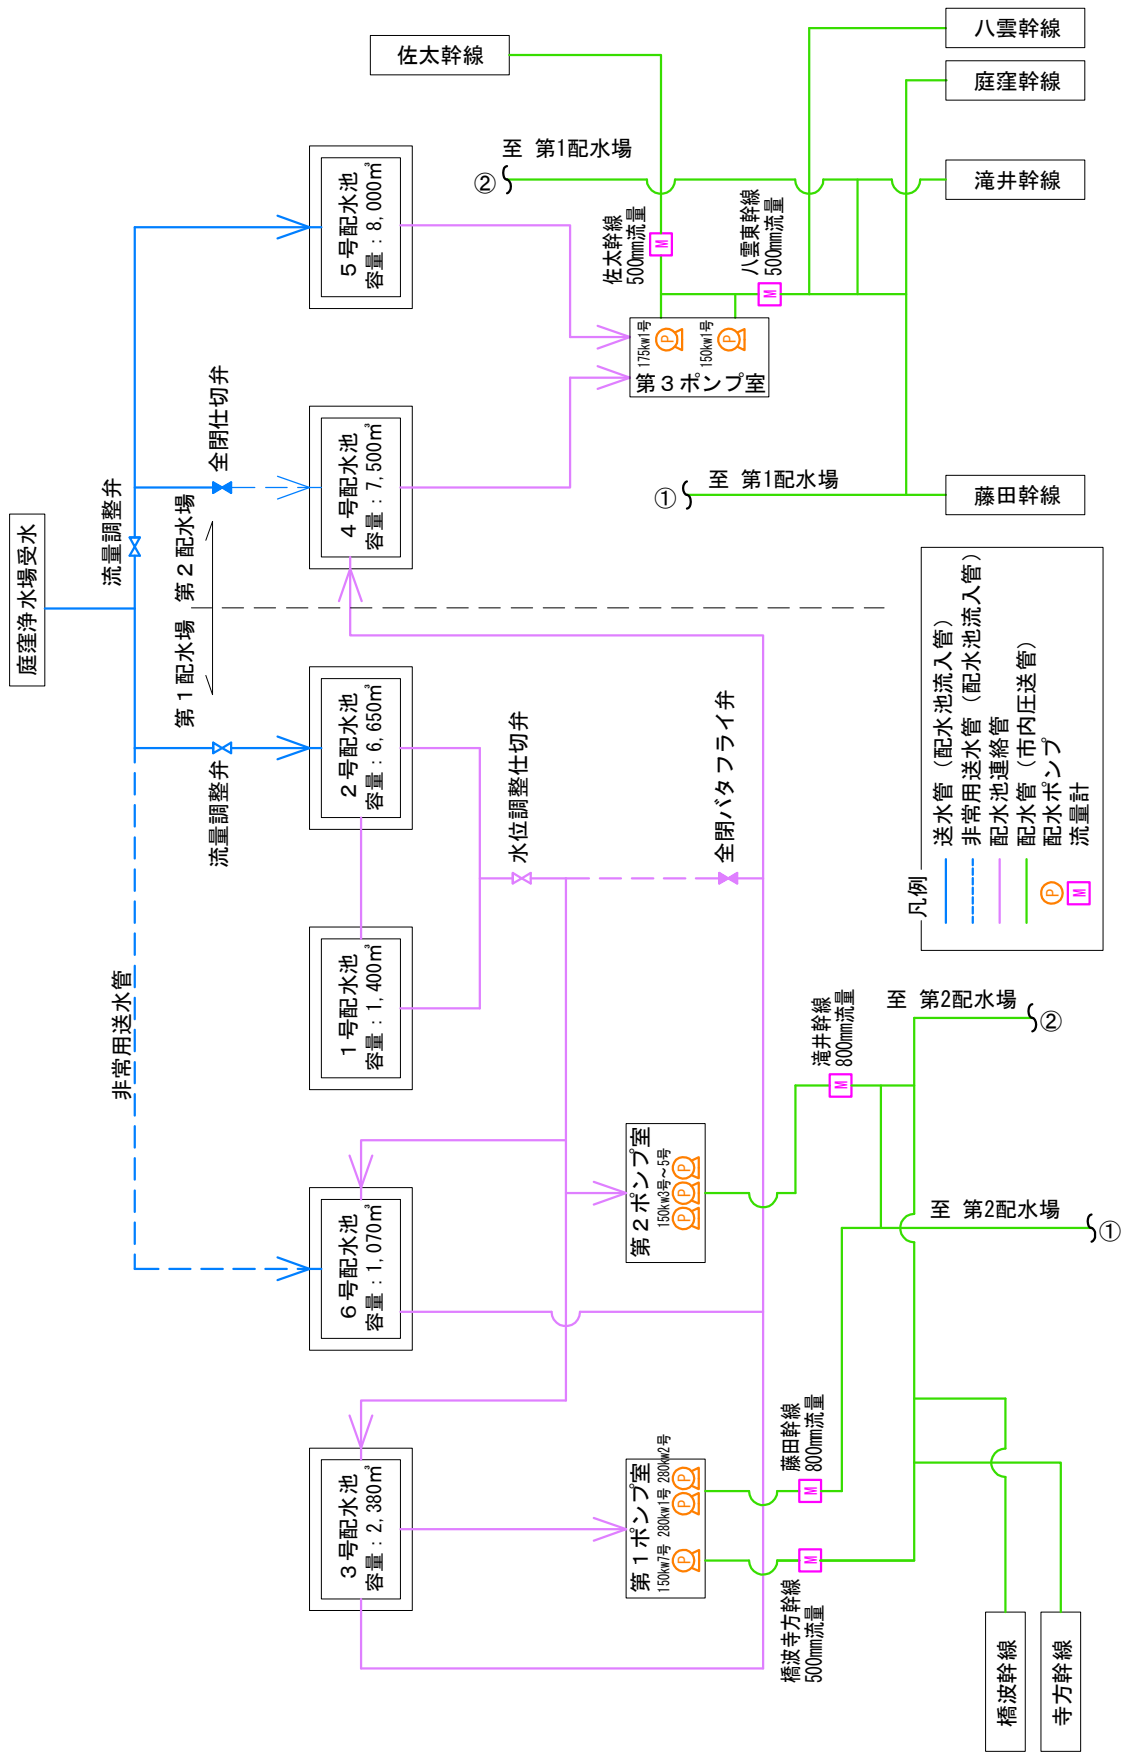 庭窪浄水場受水
佐太幹線
八雲幹線
庭窪幹線
滝井幹線
藤田幹線
流量調整弁
第1配水場
第2配水場
流量調整弁
全閉仕切弁
非常用送水管
5号配水池
容量：8,000m³
4号配水池
容量：7,500m³
2号配水池
容量：6,650m³
1号配水池
容量：1,400m³
6号配水池
容量：1,070m³
3号配水池
容量：2,380m³
至 第1配水場
②
佐太幹線
500mm流量
M
八雲東幹線
500mm流量
M
175kw1号
P
150kw1号
P
第3ポンプ室
至 第1配水場
①
水位調整仕切弁
全閉バタフライ弁
第2ポンプ室
150kw3号～5号
P P P
第1ポンプ室
150kw7号 280kw1号 280kw2号
P P P
滝井幹線
800mm流量
M
藤田幹線
800mm流量
M
橋波寺方幹線
500mm流量
M
至 第2配水場
②
至 第2配水場
①
橋波幹線
寺方幹線
凡例
送水管（配水池流入管）
非常用送水管（配水池流入管）
配水池連絡管
配水管（市内圧送管）
P 配水ポンプ
M 流量計